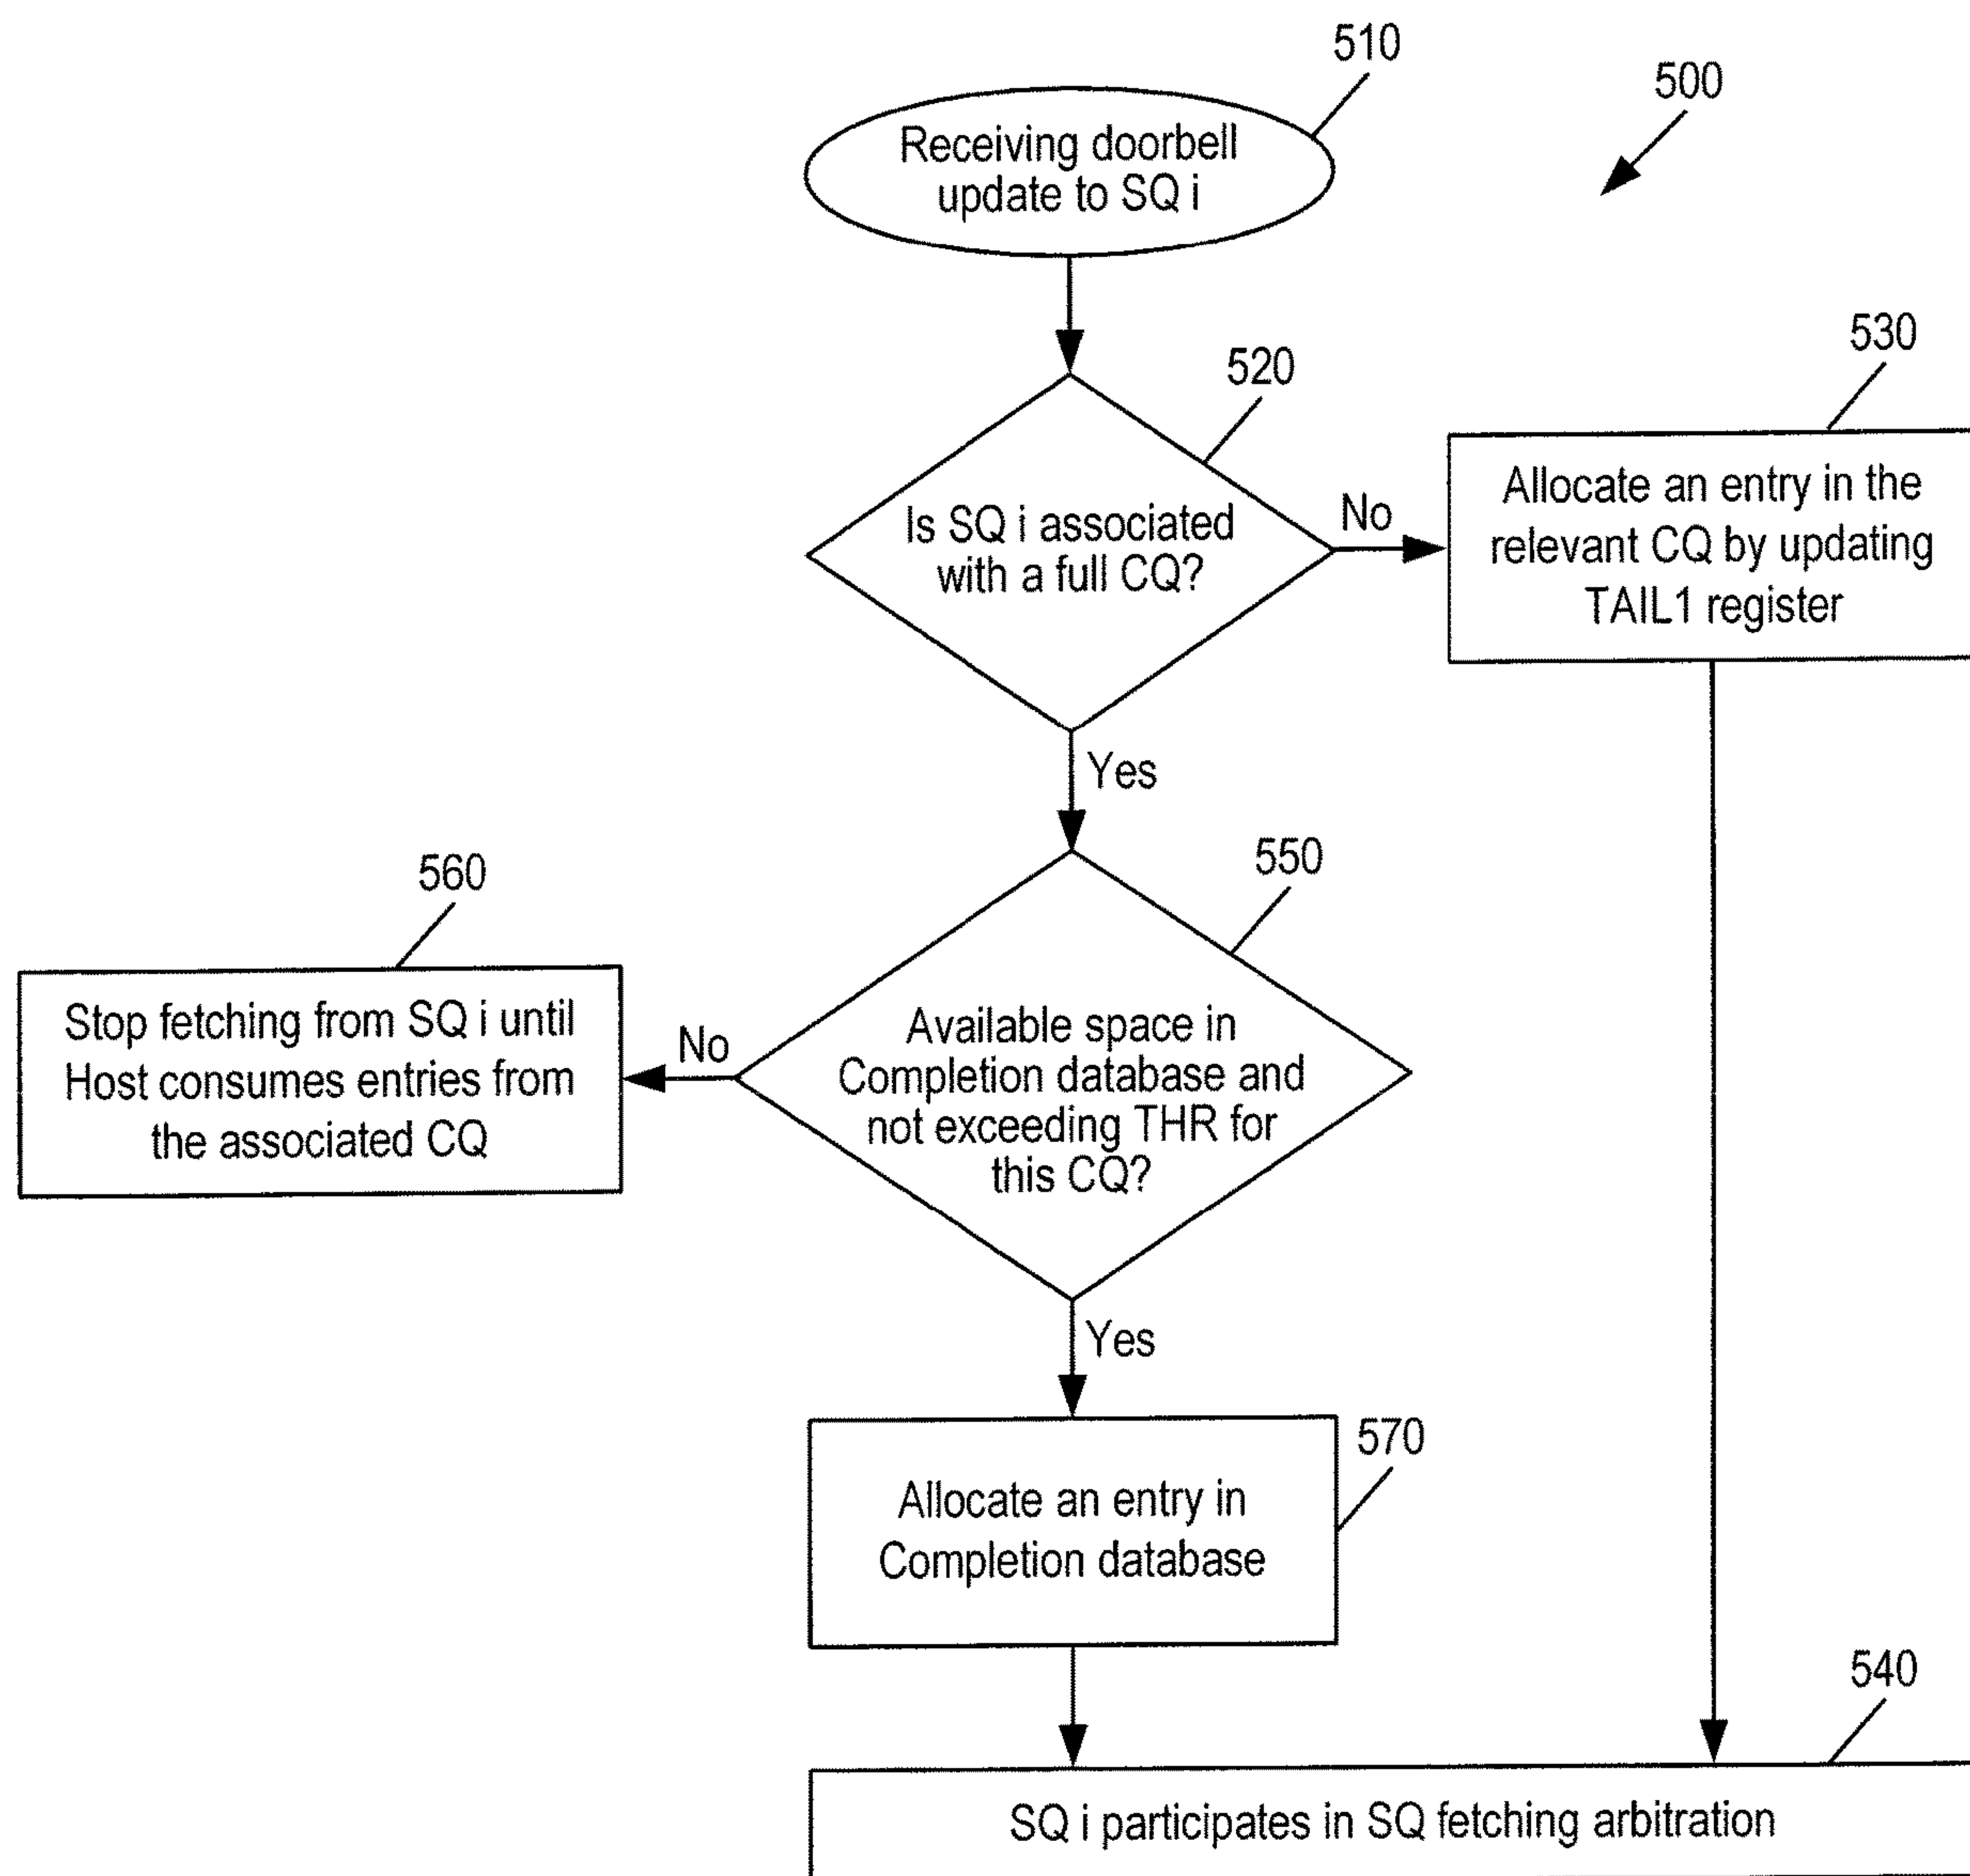 510
500
Receiving doorbell
update to SQ i
520
530
Is SQ i associated
with a full CQ?
No
Allocate an entry in the
relevant CQ by updating
TAIL1 register
Yes
550
560
Stop fetching from SQ i until
Host consumes entries from
the associated CQ
No
Available space in
Completion database and
not exceeding THR for
this CQ?
Yes
570
Allocate an entry in
Completion database
540
SQ i participates in SQ fetching arbitration